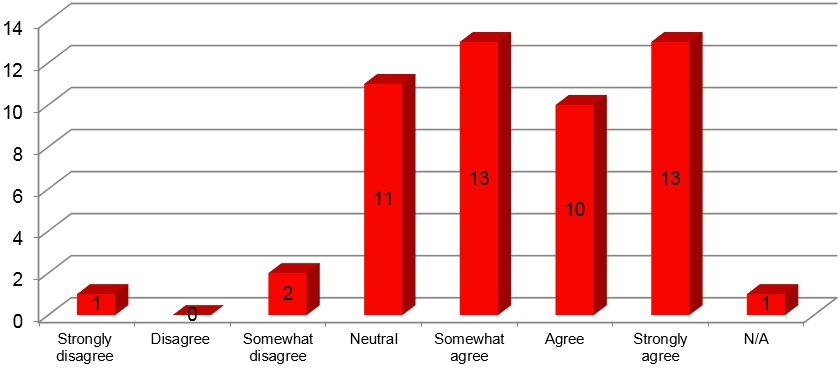 14
12
10
8
6
4
2
0
1
0
2
11
13
10
13
1
Strongly
disagree
Disagree
Somewhat
disagree
Neutral
Somewhat
agree
Agree
Strongly
agree
N/A